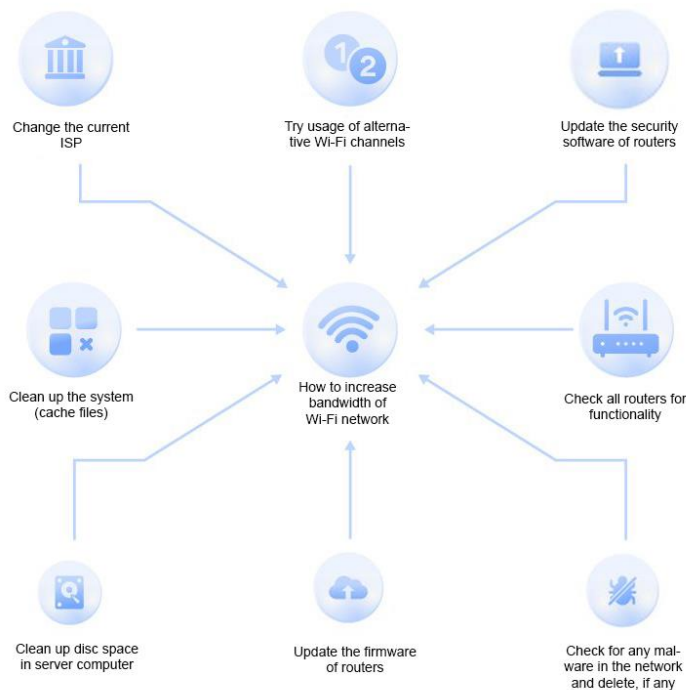 1
2
Change the current
ISP
Try usage of alterna-
tive Wi-Fi channels
Update the security
software of routers
Clean up the system
(cache files)
How to increase
bandwidth of
Wi-Fi network
Check all routers for
functionality
Clean up disc space
in server computer
Update the firmware
of routers
Check for any mal-
ware in the network
and delete, if any